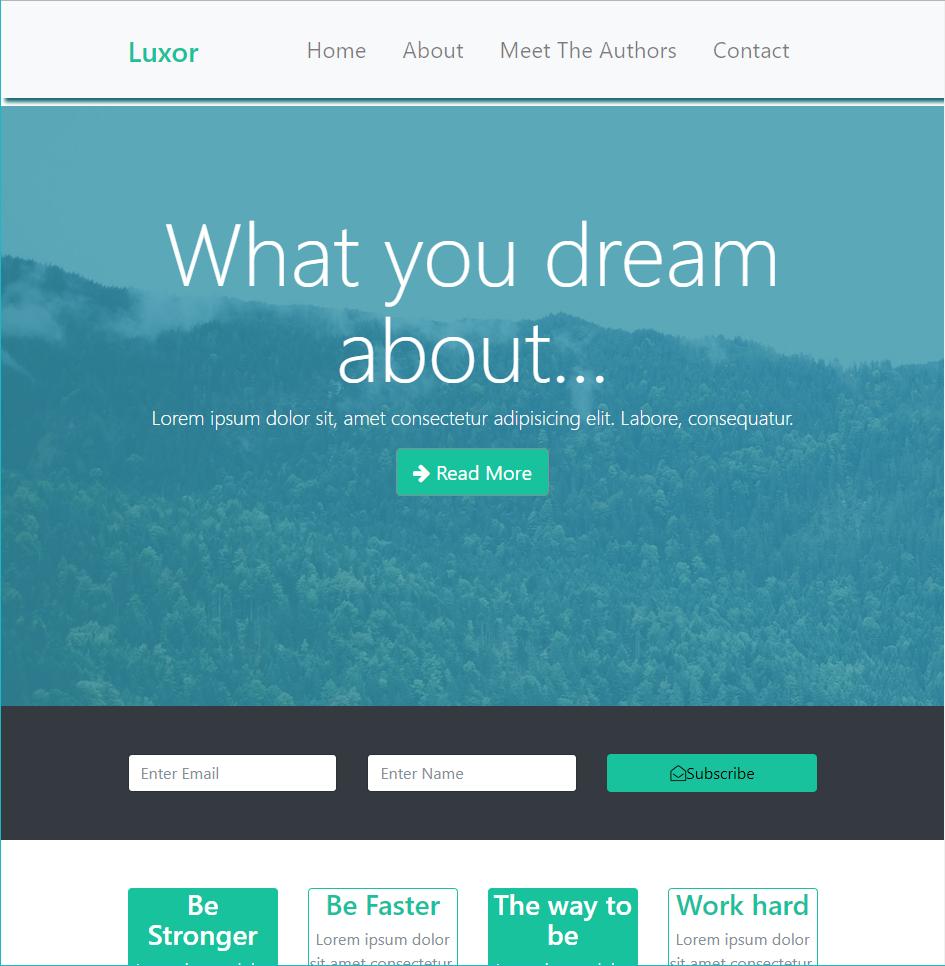 Luxor
Home About Meet The Authors Contact
What you dream
about...
Lorem ipsum dolor sit, amet consectetur adipisicing elit. Labore, consequatur.
Read More
Enter Email Enter Name Subscribe
Be
Stronger
Be Faster
Lorem ipsum dolor
sit amet consectetur
The way to
be
Work hard
Lorem ipsum dolor
sit amet consectetur